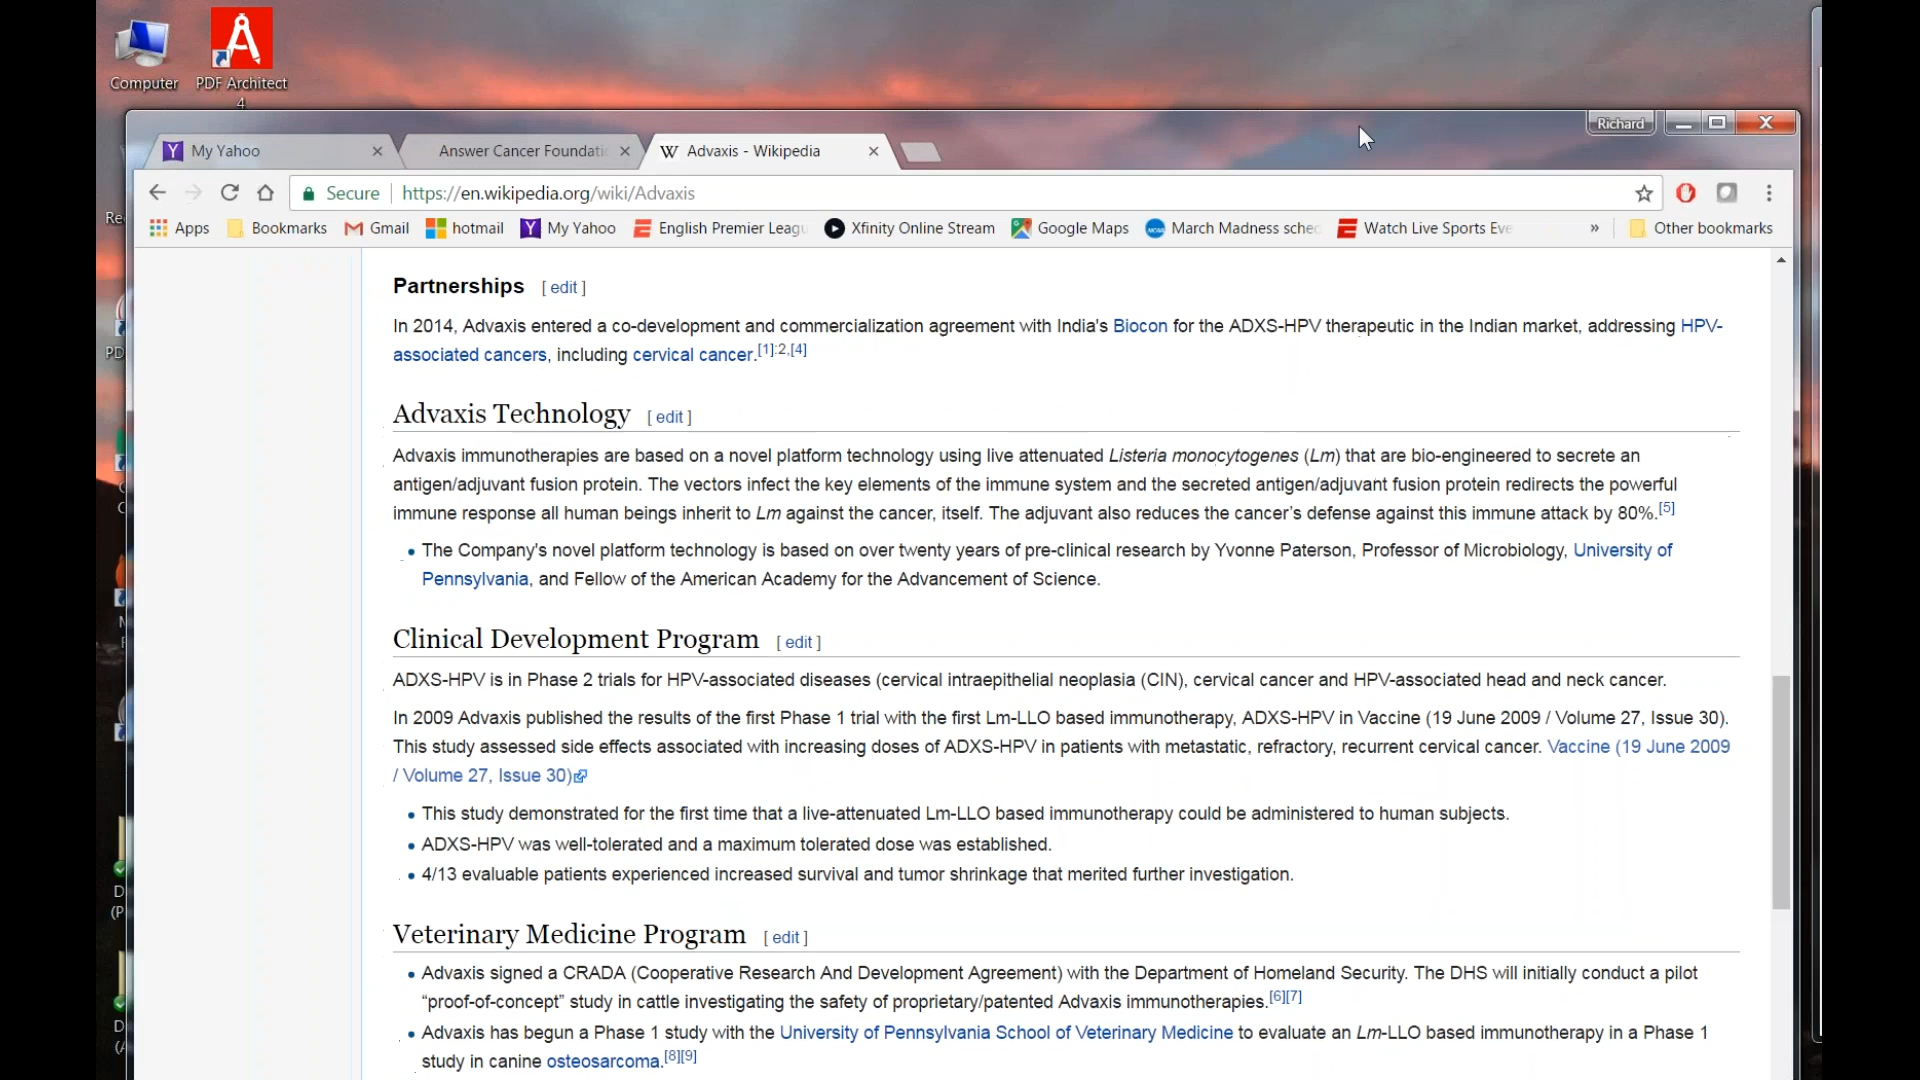 Computer
PDF Architect
4
Richard
My Yahoo
Answer Cancer Foundatio
Advaxis - Wikipedia
Secure
https://en.wikipedia.org/wiki/Advaxis
Apps
Bookmarks
Gmail
hotmail
My Yahoo
English Premier Leagu
Xfinity Online Stream
Google Maps
March Madness sched
Watch Live Sports Eve
»
Other bookmarks
Partnerships [ edit ]
In 2014, Advaxis entered a co-development and commercialization agreement with India's Biocon for the ADXS-HPV therapeutic in the Indian market, addressing HPV-
associated cancers, including cervical cancer.[1]:2,[4]
Advaxis Technology [ edit ]
Advaxis immunotherapies are based on a novel platform technology using live attenuated Listeria monocytogenes (Lm) that are bio-engineered to secrete an
antigen/adjuvant fusion protein. The vectors infect the key elements of the immune system and the secreted antigen/adjuvant fusion protein redirects the powerful
immune response all human beings inherit to Lm against the cancer, itself. The adjuvant also reduces the cancer's defense against this immune attack by 80%.[5]
• The Company's novel platform technology is based on over twenty years of pre-clinical research by Yvonne Paterson, Professor of Microbiology, University of
Pennsylvania, and Fellow of the American Academy for the Advancement of Science.
Clinical Development Program [ edit ]
ADXS-HPV is in Phase 2 trials for HPV-associated diseases (cervical intraepithelial neoplasia (CIN), cervical cancer and HPV-associated head and neck cancer.
In 2009 Advaxis published the results of the first Phase 1 trial with the first Lm-LLO based immunotherapy, ADXS-HPV in Vaccine (19 June 2009 / Volume 27, Issue 30).
This study assessed side effects associated with increasing doses of ADXS-HPV in patients with metastatic, refractory, recurrent cervical cancer. Vaccine (19 June 2009
/ Volume 27, Issue 30)
• This study demonstrated for the first time that a live-attenuated Lm-LLO based immunotherapy could be administered to human subjects.
• ADXS-HPV was well-tolerated and a maximum tolerated dose was established.
• 4/13 evaluable patients experienced increased survival and tumor shrinkage that merited further investigation.
Veterinary Medicine Program [ edit ]
• Advaxis signed a CRADA (Cooperative Research And Development Agreement) with the Department of Homeland Security. The DHS will initially conduct a pilot
“proof-of-concept” study in cattle investigating the safety of proprietary/patented Advaxis immunotherapies.[6][7]
• Advaxis has begun a Phase 1 study with the University of Pennsylvania School of Veterinary Medicine to evaluate an Lm-LLO based immunotherapy in a Phase 1
study in canine osteosarcoma.[8][9]